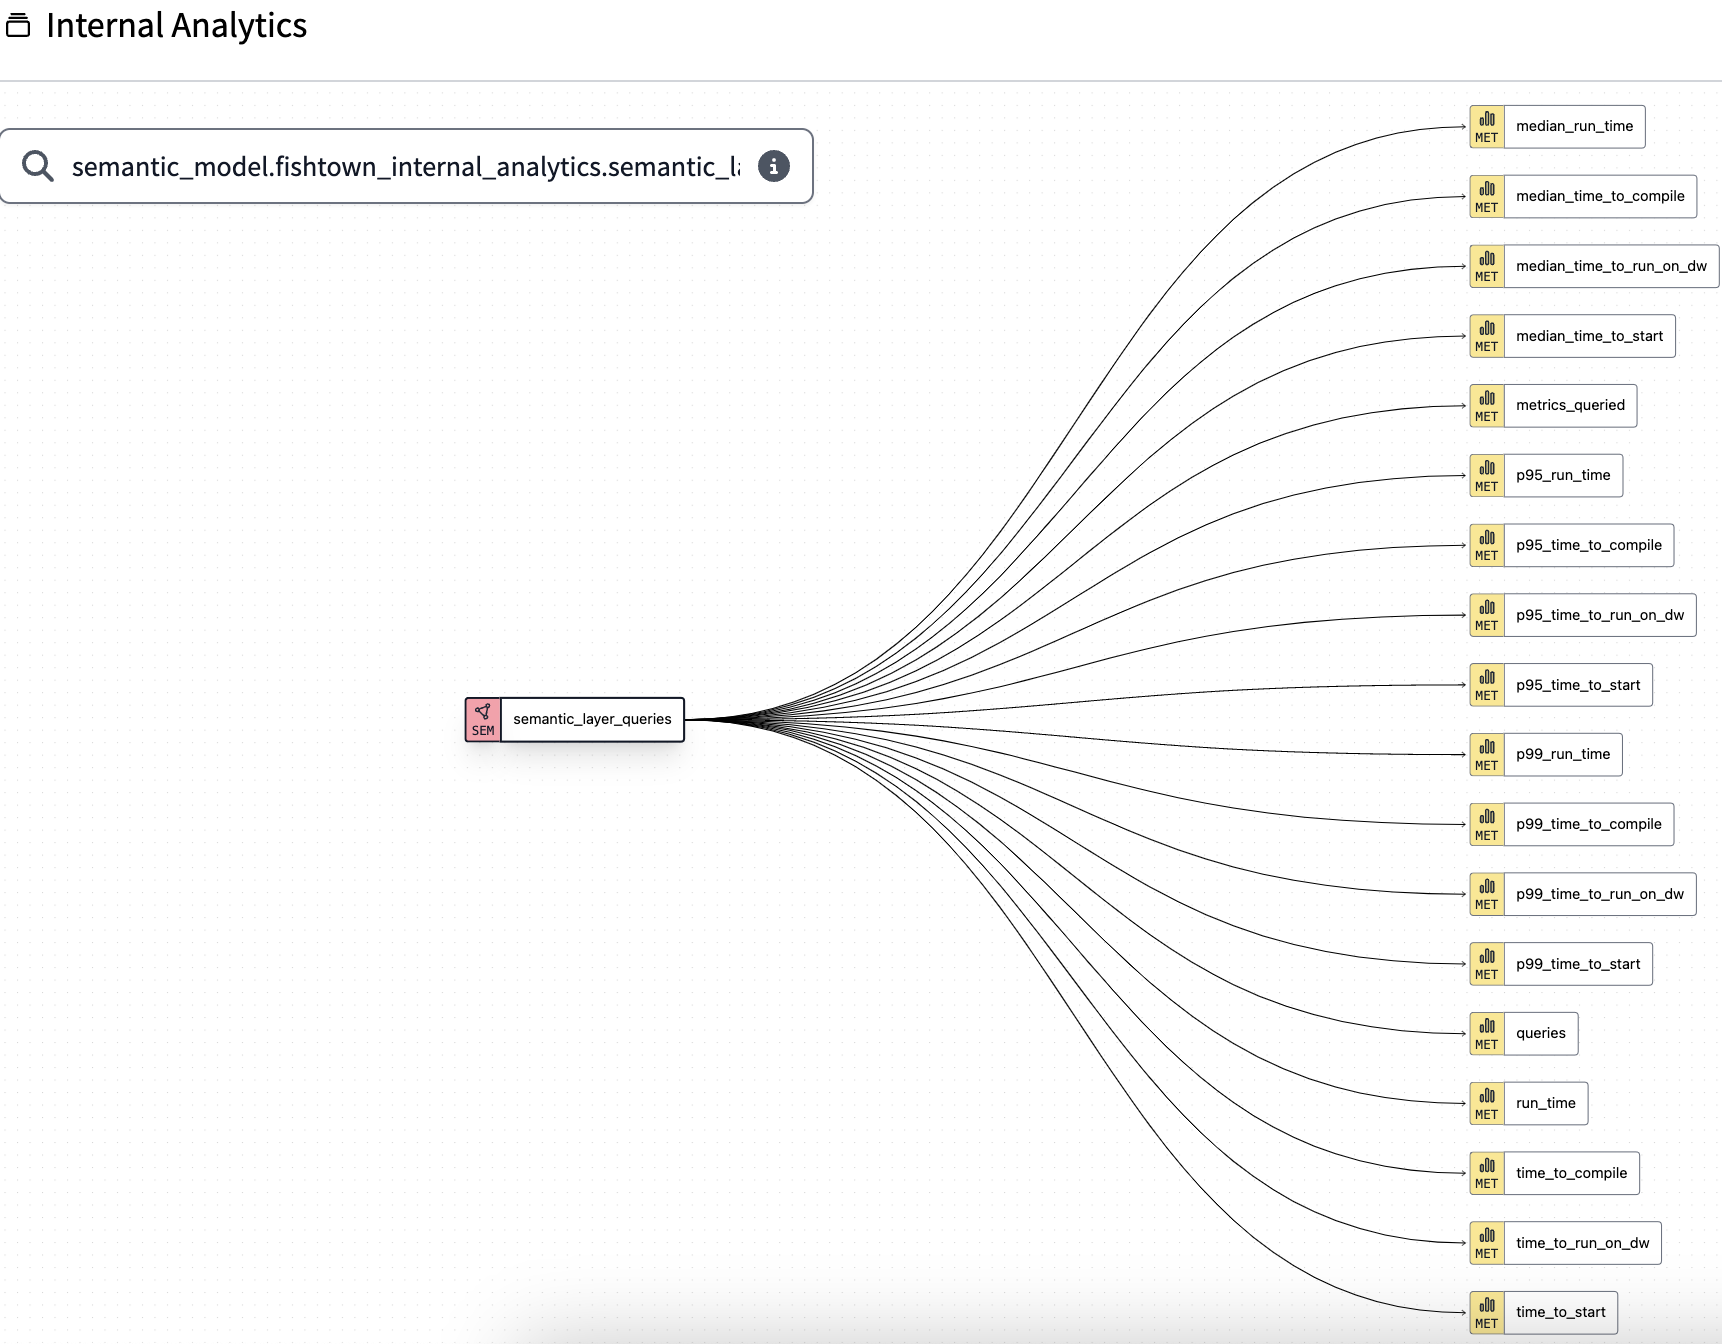 Internal Analytics
semantic_model.fishtown_internal_analytics.semantic_l
MET median_run_time
MET median_time_to_compile
MET median_time_to_run_on_dw
MET median_time_to_start
MET metrics_queried
MET p95_run_time
MET p95_time_to_compile
MET p95_time_to_run_on_dw
MET p95_time_to_start
SEM semantic_layer_queries
MET p99_run_time
MET p99_time_to_compile
MET p99_time_to_run_on_dw
MET p99_time_to_start
MET queries
MET run_time
MET time_to_compile
MET time_to_run_on_dw
MET time_to_start